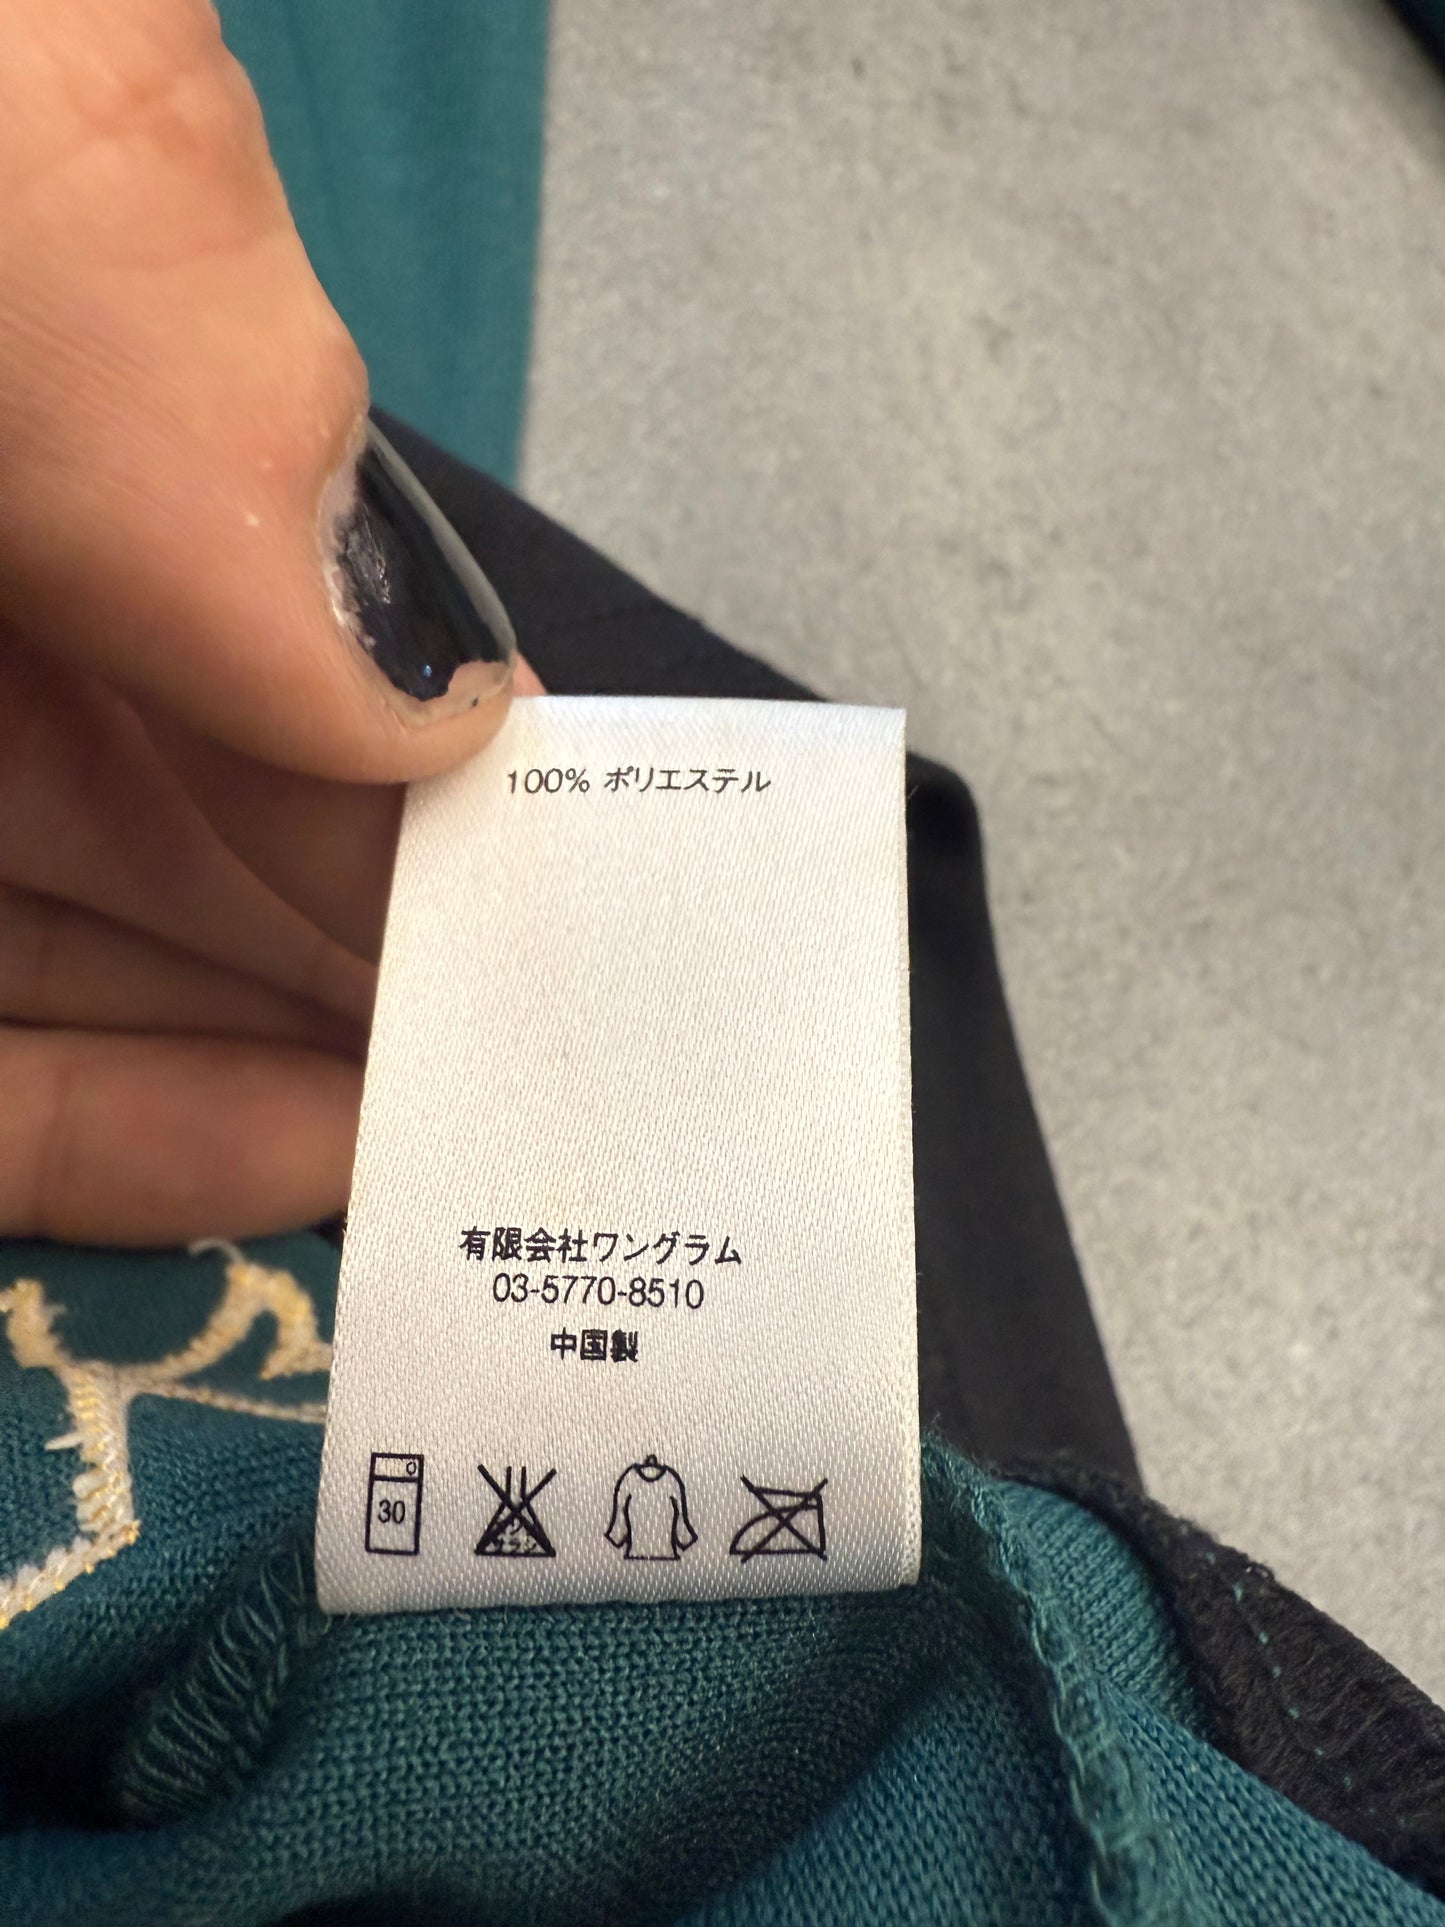 100% ポリエステル
有限会社ワングラム
03-5770-8510
中国製
30